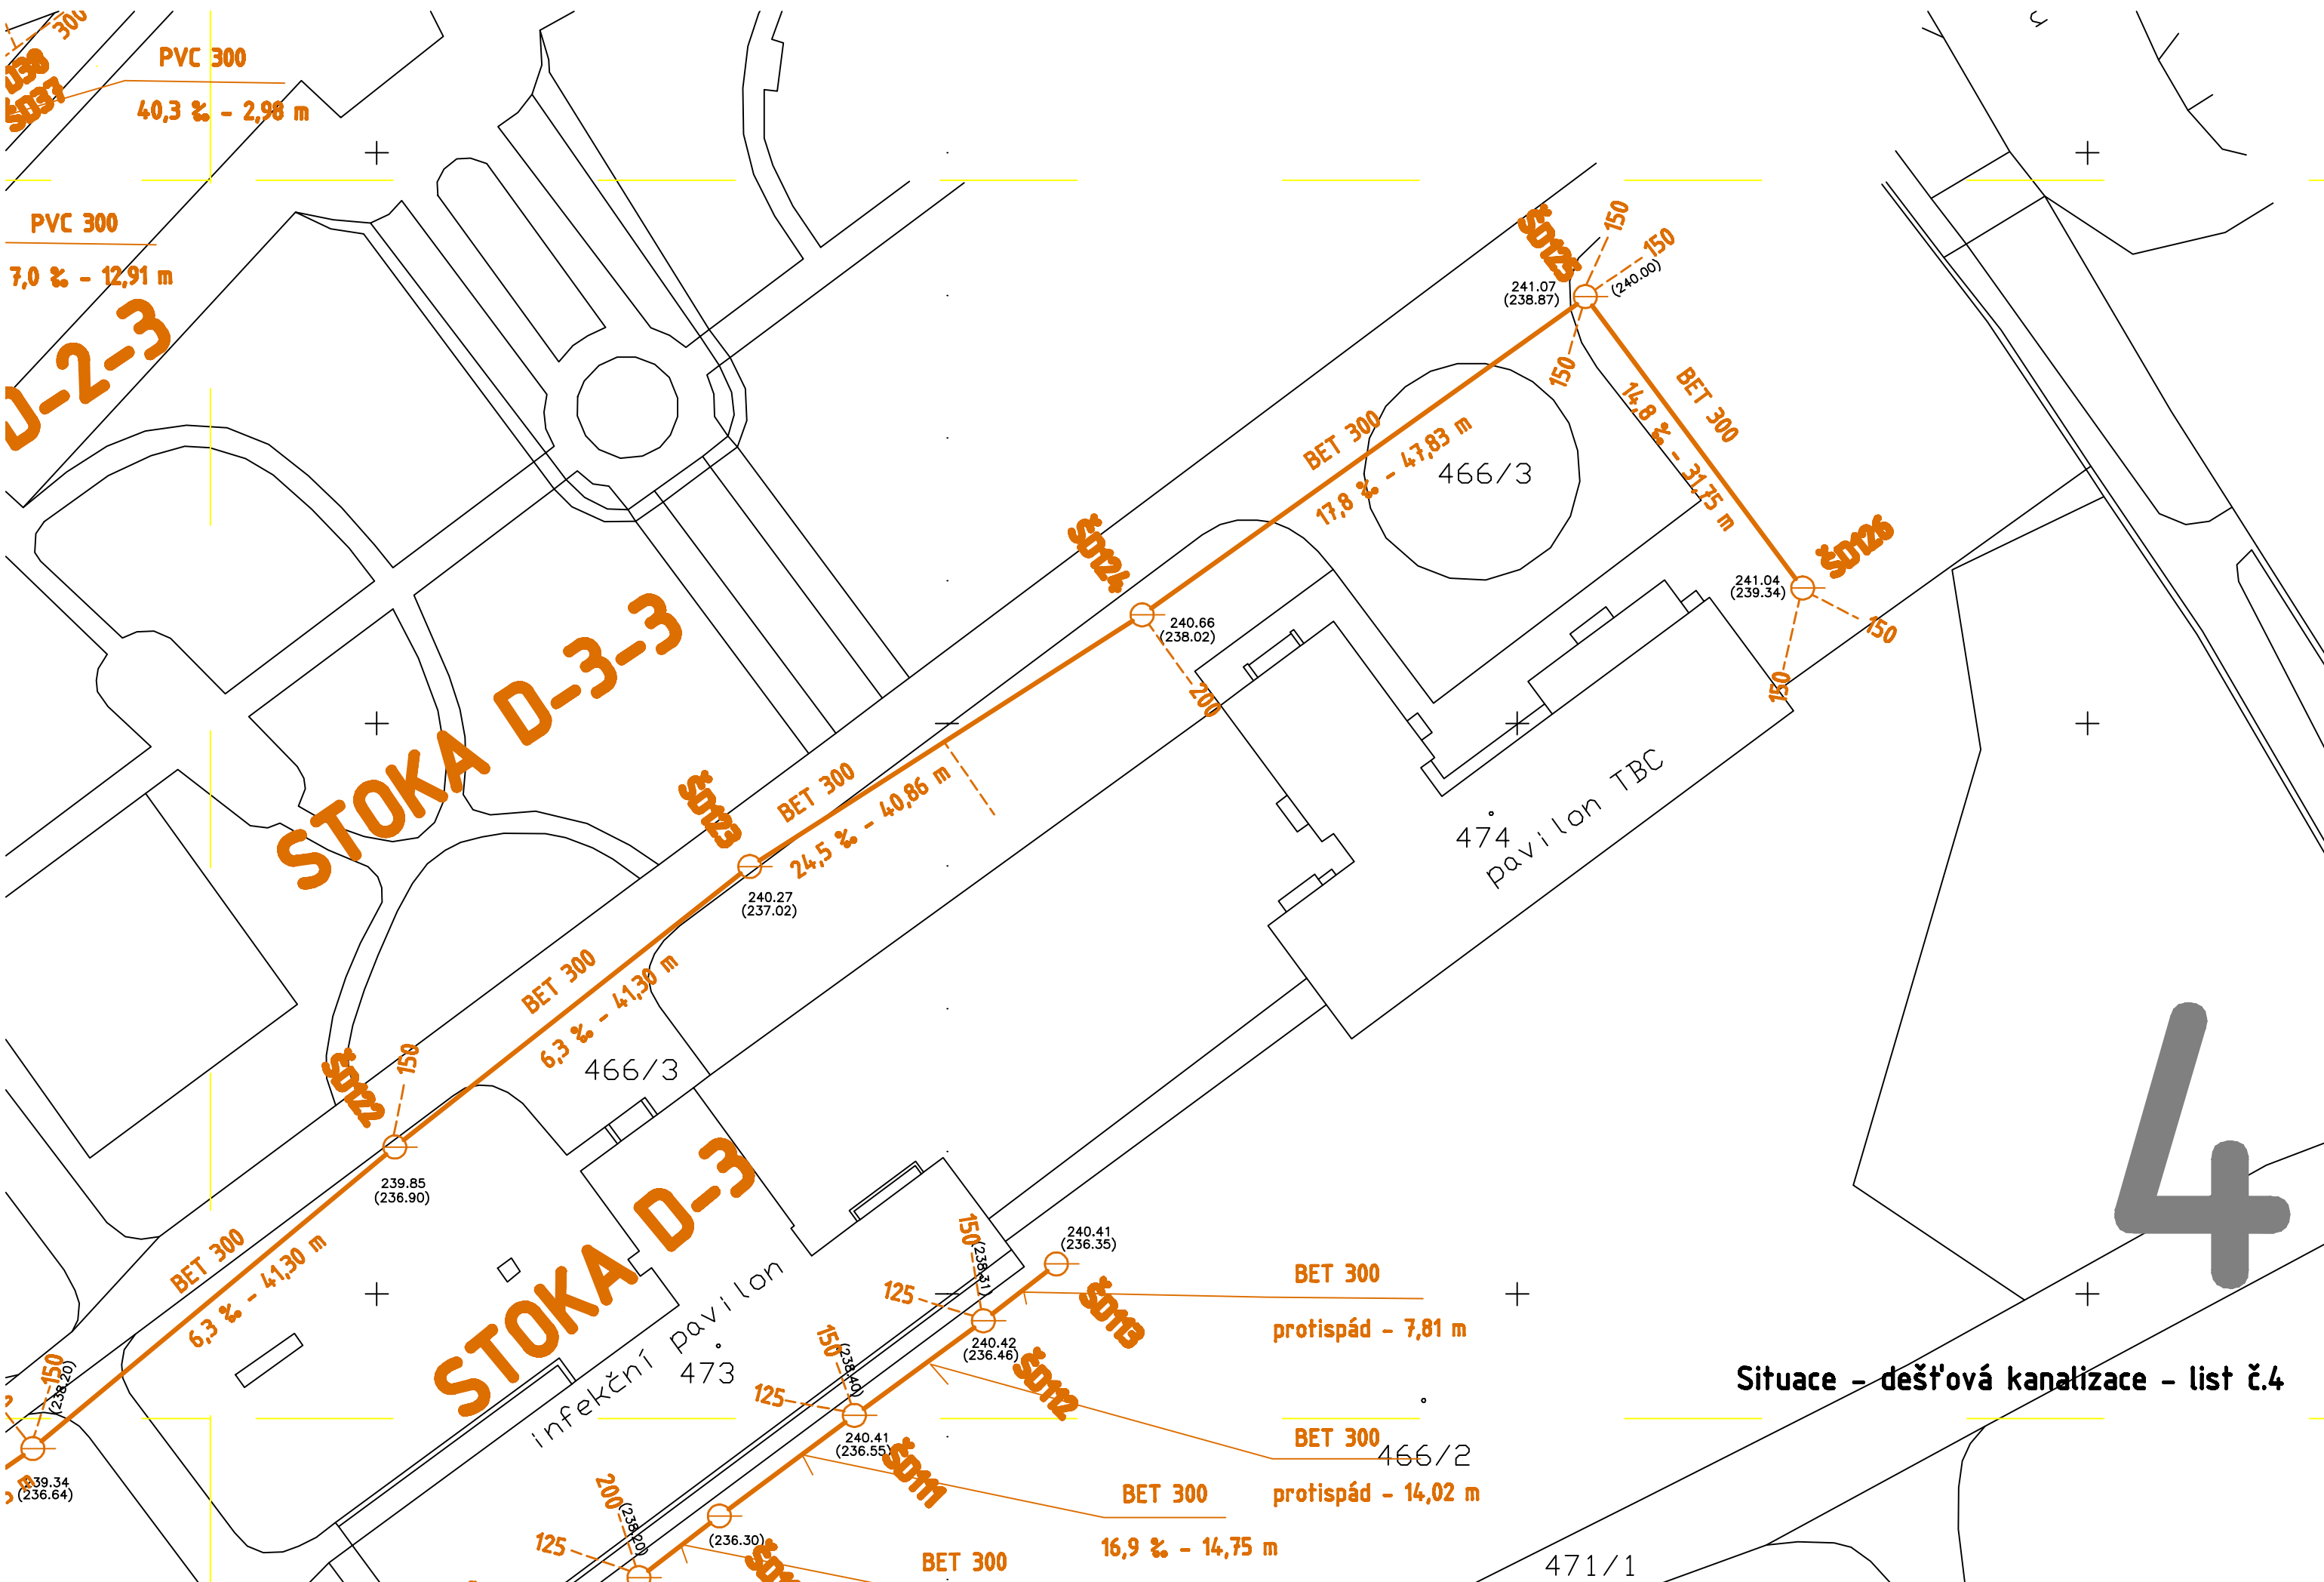 300
PVC 300
40,3 ‰ - 2,98 m
ŠD37
PVC 300
7,0 ‰ - 12,91 m
D-2-3
ŠD125
150
150
(240.00)
241.07
(238.87)
150
BET 300
14,8 ‰ - 31,75 m
BET 300
17,8 ‰ - 47,83 m
466/3
ŠD124
240.66
(238.02)
200
ŠD126
241.04
(239.34)
150
150
STOKA D-3-3
ŠD123
BET 300
24,5 ‰ - 40,86 m
240.27
(237.02)
474
pavilon TBC
BET 300
6,3 ‰ - 41,30 m
466/3
ŠD122
150
239.85
(236.90)
4
BET 300
6,3 ‰ - 41,30 m
STOKA D-3
infekční pavilon
473
150
(238.31)
125
240.41
(236.35)
ŠD113
BET 300
protispád - 7,81 m
240.42
(236.46)
ŠD112
150
(238.40)
125
Situace - dešťová kanalizace - list č.4
150
(238.20)
239.34
(236.64)
240.41
(236.55)
ŠD111
BET 300
466/2
protispád - 14,02 m
BET 300
16,9 ‰ - 14,75 m
200
(238.20)
125
(236.30)
BET 300
471/1